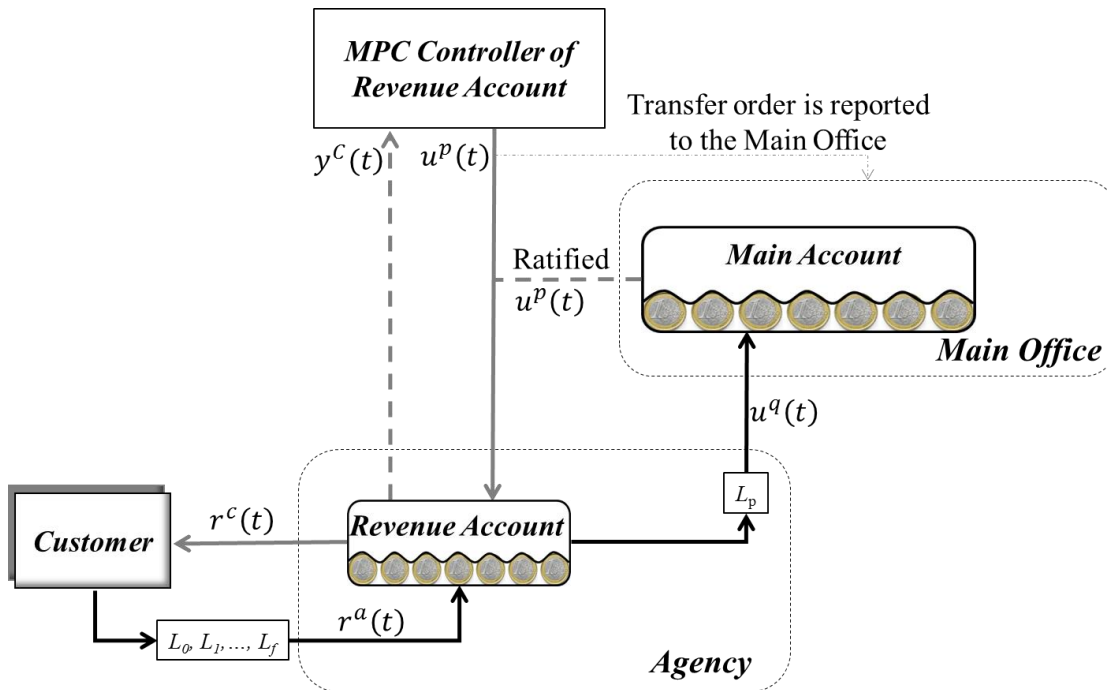 MPC Controller of
Revenue Account
Transfer order is reported
to the Main Office
y^C(t)
u^p(t)
Main Account
Ratified
u^p(t)
Main Office
u^q(t)
L_p
Revenue Account
Customer
r^c(t)
r^a(t)
L_0, L_1,..., L_f
Agency